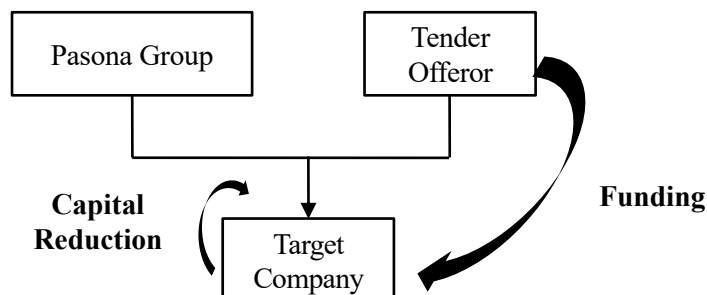 Pasona Group
Tender
Offeror
Capital
Reduction
Funding
Target
Company